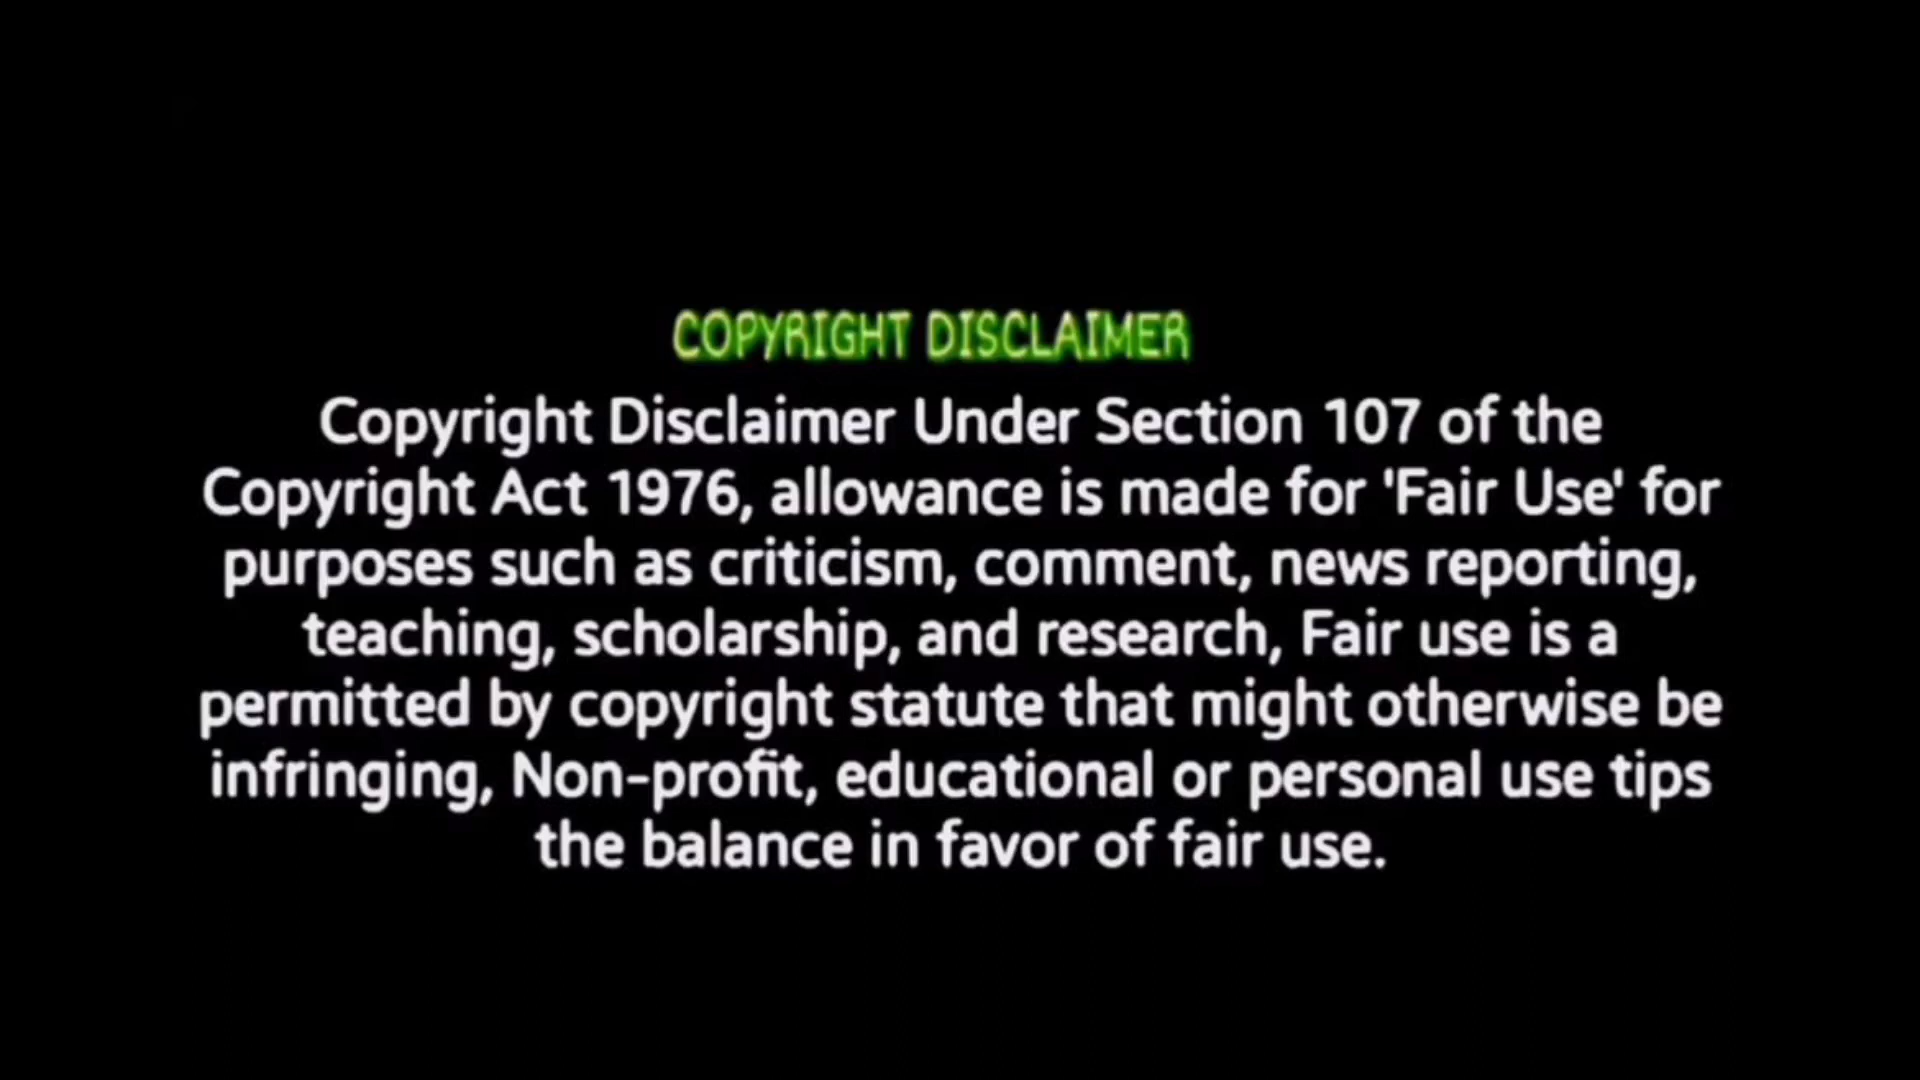 COPYRIGHT DISCLAIMER
Copyright Disclaimer Under Section 107 of the
Copyright Act 1976, allowance is made for 'Fair Use' for
purposes such as criticism, comment, news reporting,
teaching, scholarship, and research, Fair use is a
permitted by copyright statute that might otherwise be
infringing, Non-profit, educational or personal use tips
the balance in favor of fair use.